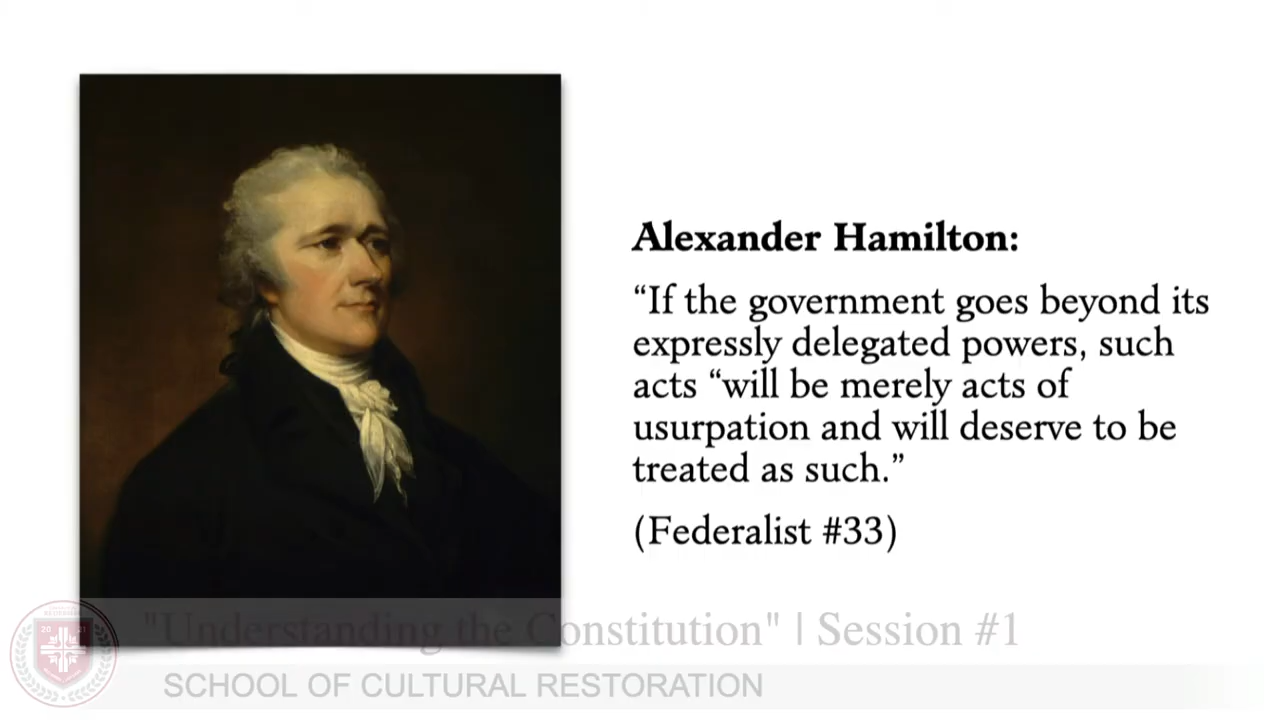 Alexander Hamilton:
“If the government goes beyond its
expressly delegated powers, such
acts “will be merely acts of
usurpation and will deserve to be
treated as such.”
(Federalist #33)
"Understanding the Constitution" | Session #1
SCHOOL OF CULTURAL RESTORATION
20 21